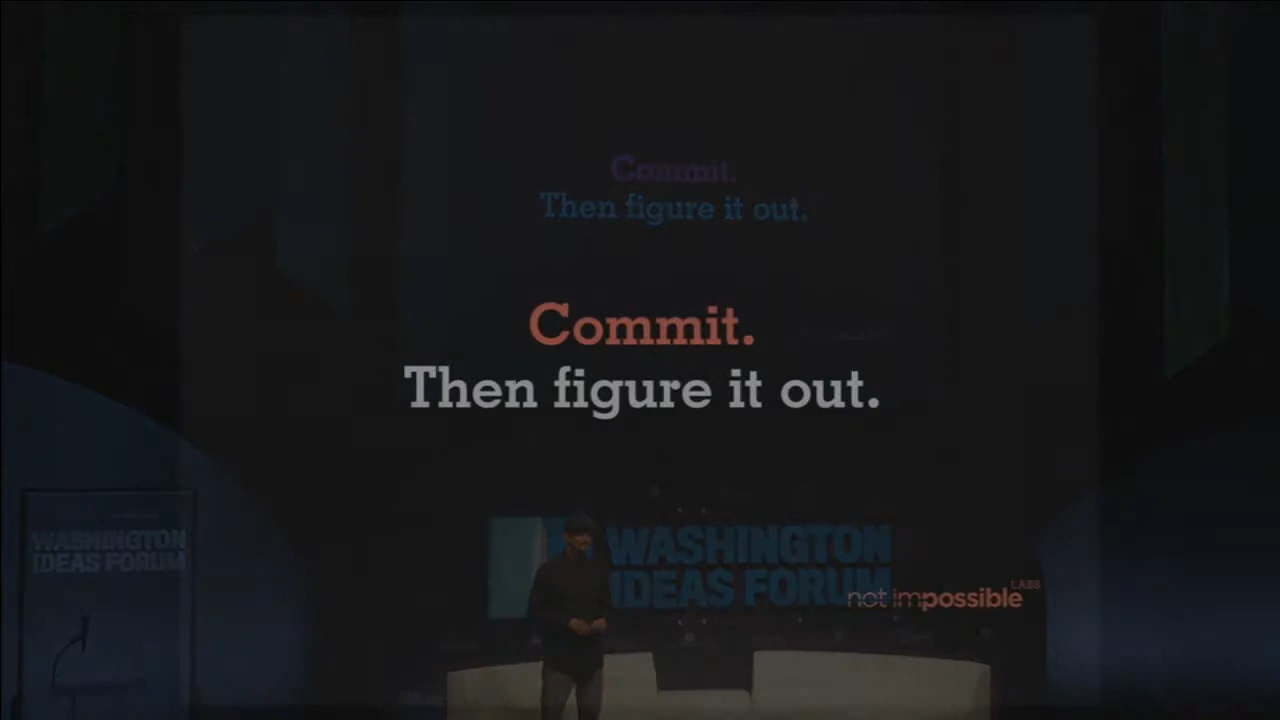 Commit.
Then figure it out.
Commit.
Then figure it out.
WASHINGTON
IDEAS FORUM
WASHINGTON
IDEAS FORUM
not impossible
LABS